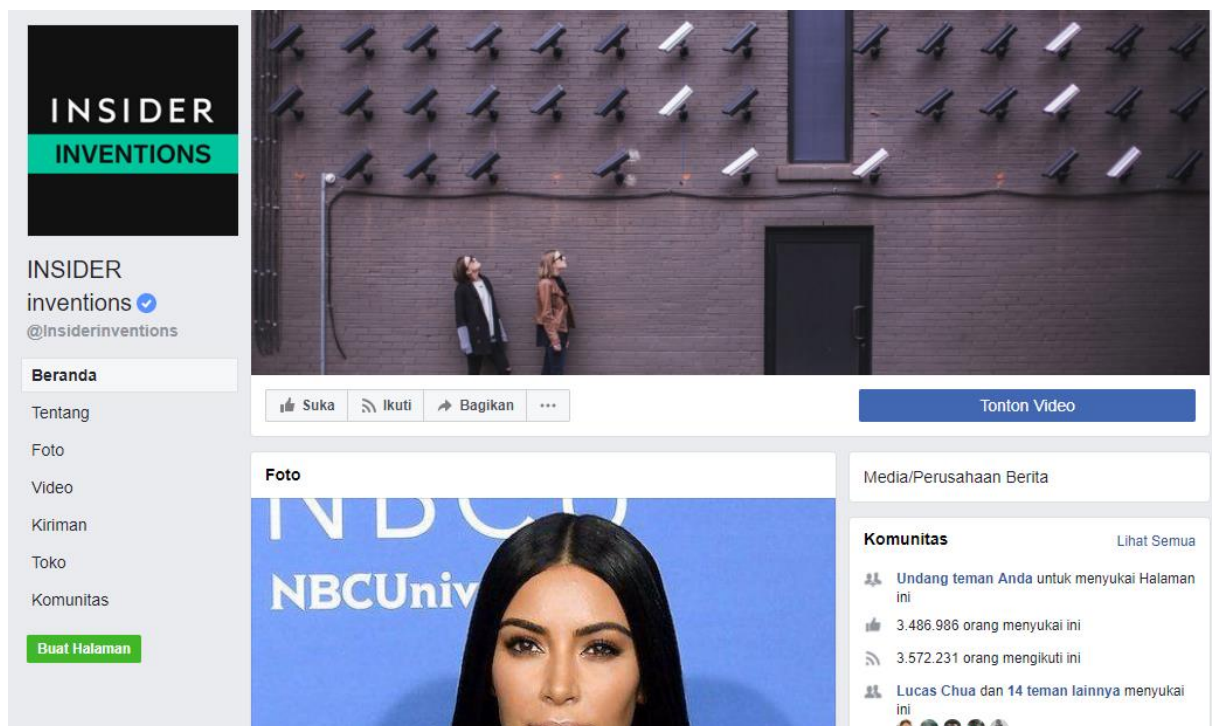 INSIDER
INVENTIONS
INSIDER
inventions
@Insiderinventions
Beranda
Tentang
Foto
Video
Kiriman
Toko
Komunitas
Buat Halaman
Suka
Ikuti
Bagikan
Tonton Video
Foto
NBCU
NBCUniv
Media/Perusahaan Berita
Komunitas
Lihat Semua
Undang teman Anda untuk menyukai Halaman
ini
3.486.986 orang menyukai ini
3.572.231 orang mengikuti ini
Lucas Chua dan 14 teman lainnya menyukai
ini